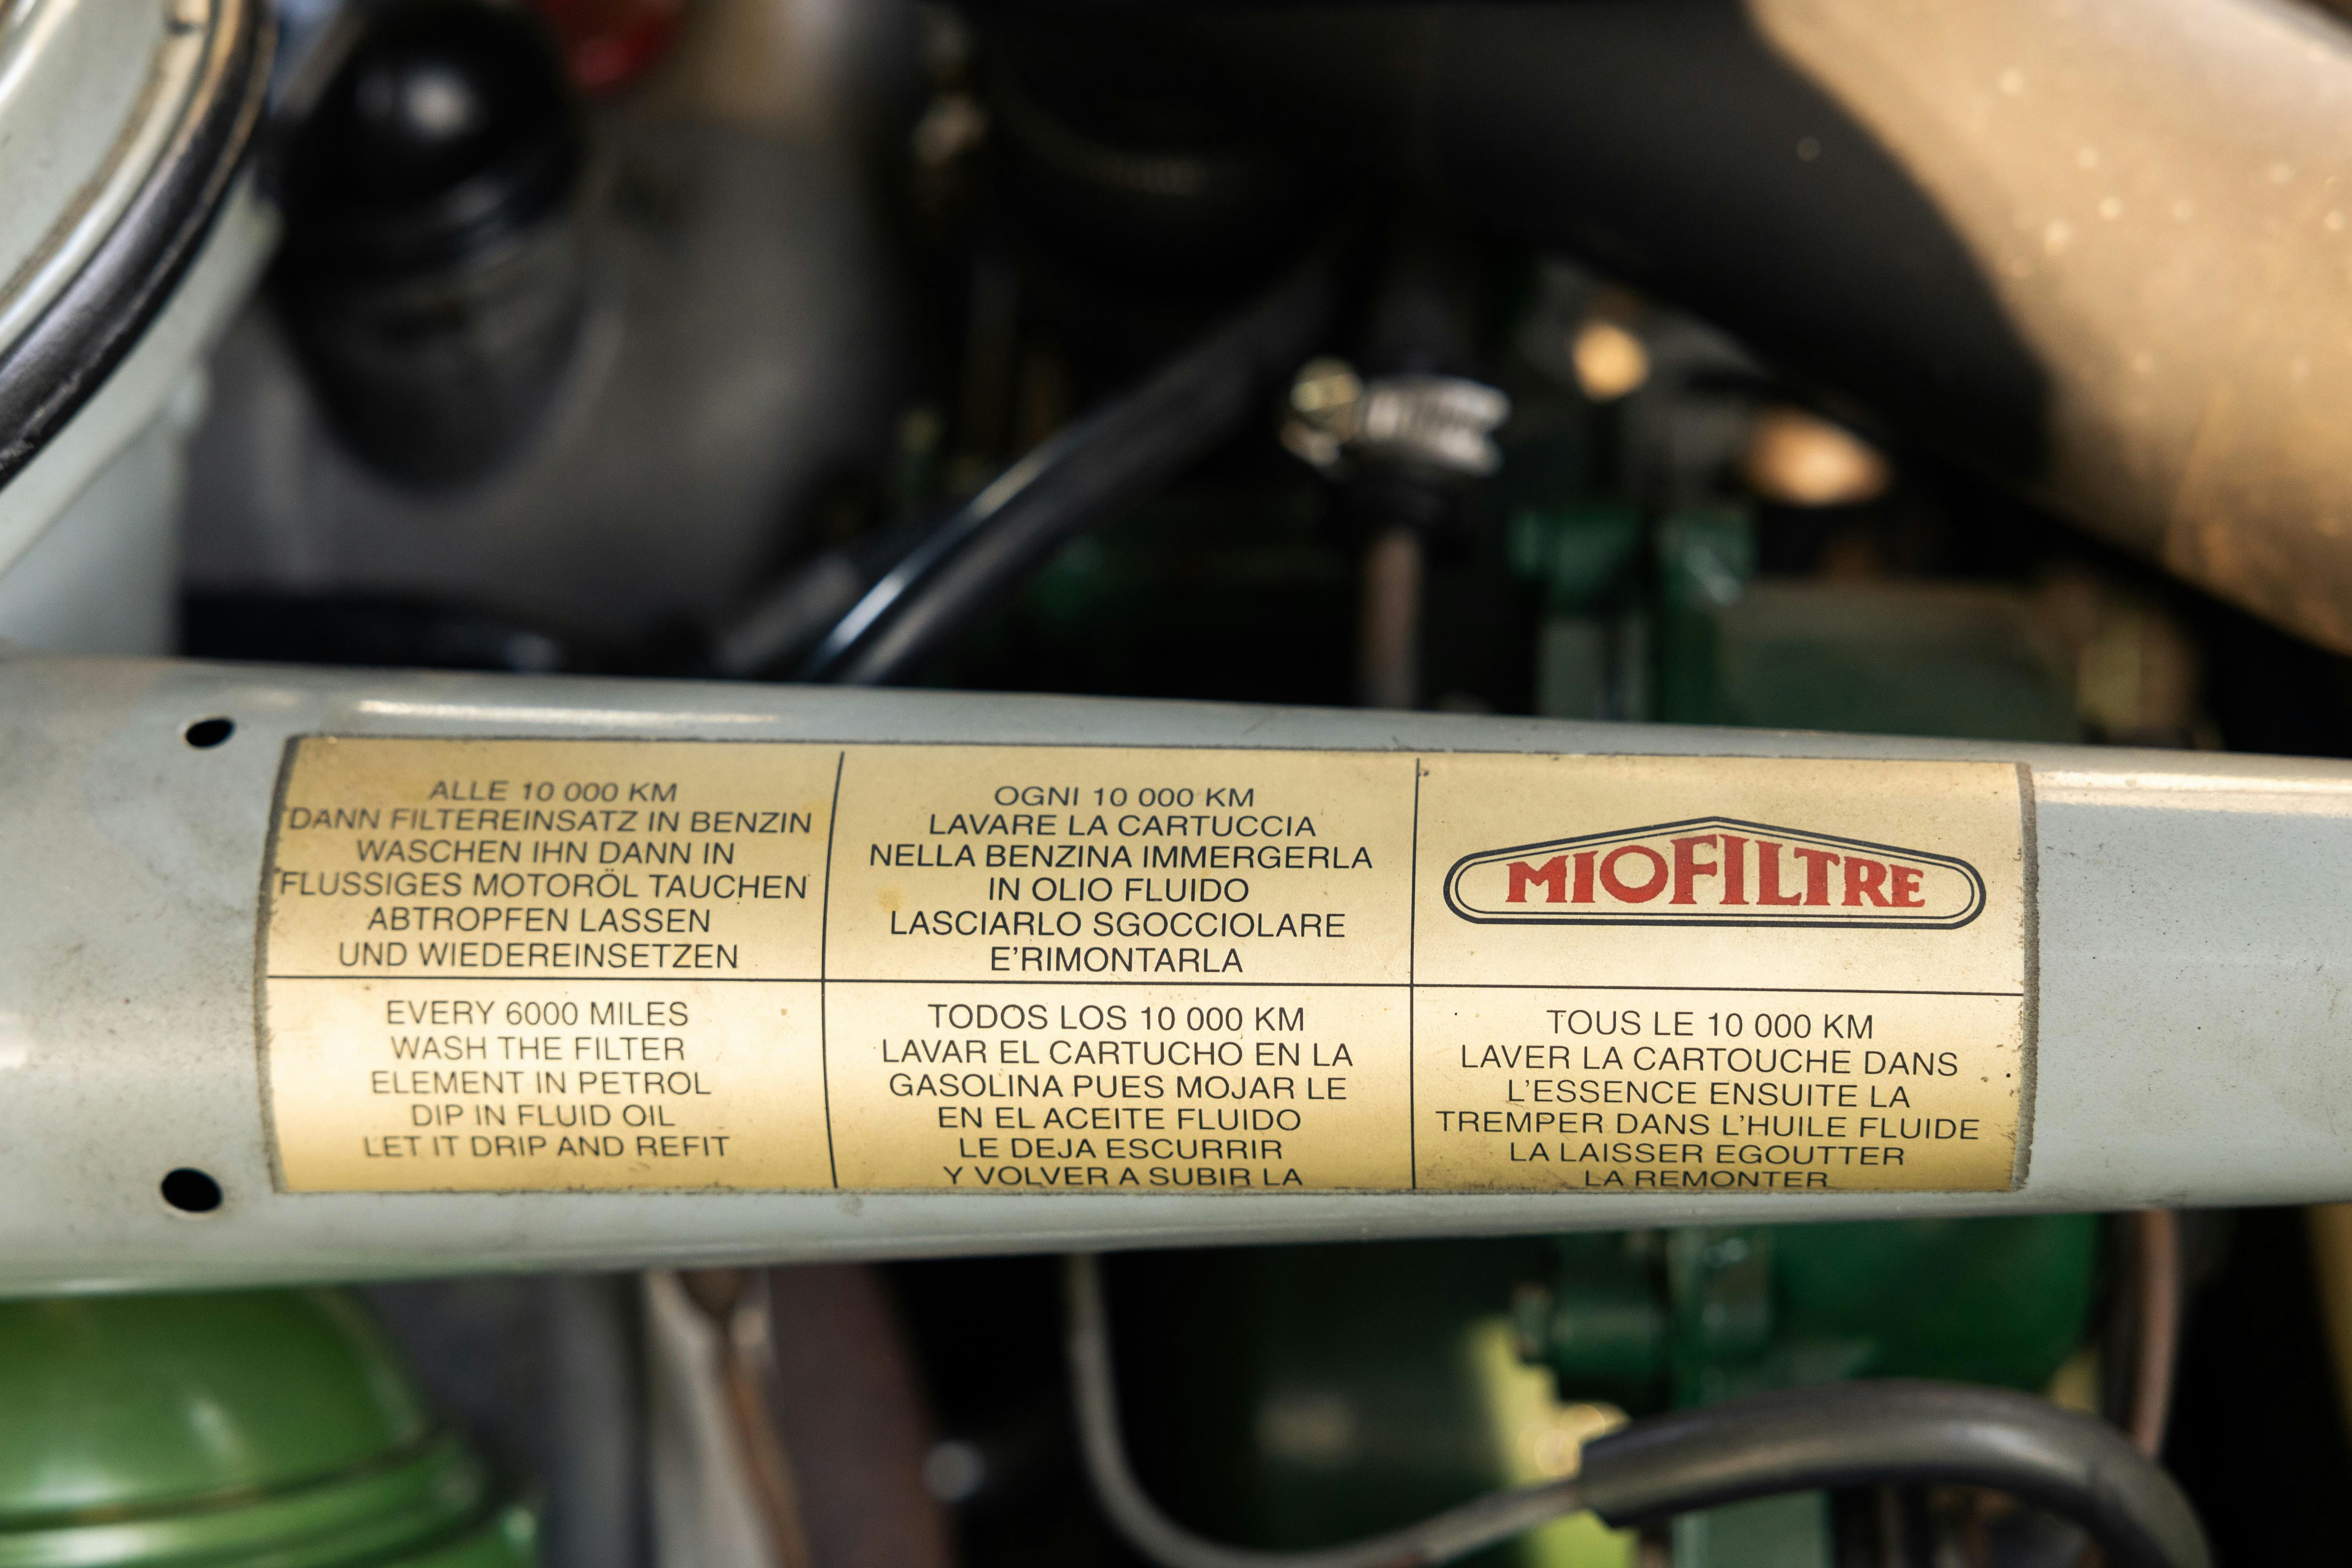 ALLE 10 000 KM
DANN FILTEREINSATZ IN BENZIN
WASCHEN IHN DANN IN
FLUSSIGES MOTORÖL TAUCHEN
ABTROPFEN LASSEN
UND WIEDEREINSETZEN
OGNI 10 000 KM
LAVARE LA CARTUCCIA
NELLA BENZINA IMMERGERLA
IN OLIO FLUIDO
LASCIARLO SGOCCIOLARE
E'RIMONTARLA
MIOFILTRE
EVERY 6000 MILES
WASH THE FILTER
ELEMENT IN PETROL
DIP IN FLUID OIL
LET IT DRIP AND REFIT
TODOS LOS 10 000 KM
LAVAR EL CARTUCHO EN LA
GASOLINA PUES MOJAR LE
EN EL ACEITE FLUIDO
LE DEJA ESCURRIR
Y VOLVER A SUBIR LA
TOUS LE 10 000 KM
LAVER LA CARTOUCHE DANS
L'ESSENCE ENSUITE LA
TREMPER DANS L'HUILE FLUIDE
LA LAISSER EGOUTTER
LA REMONTER